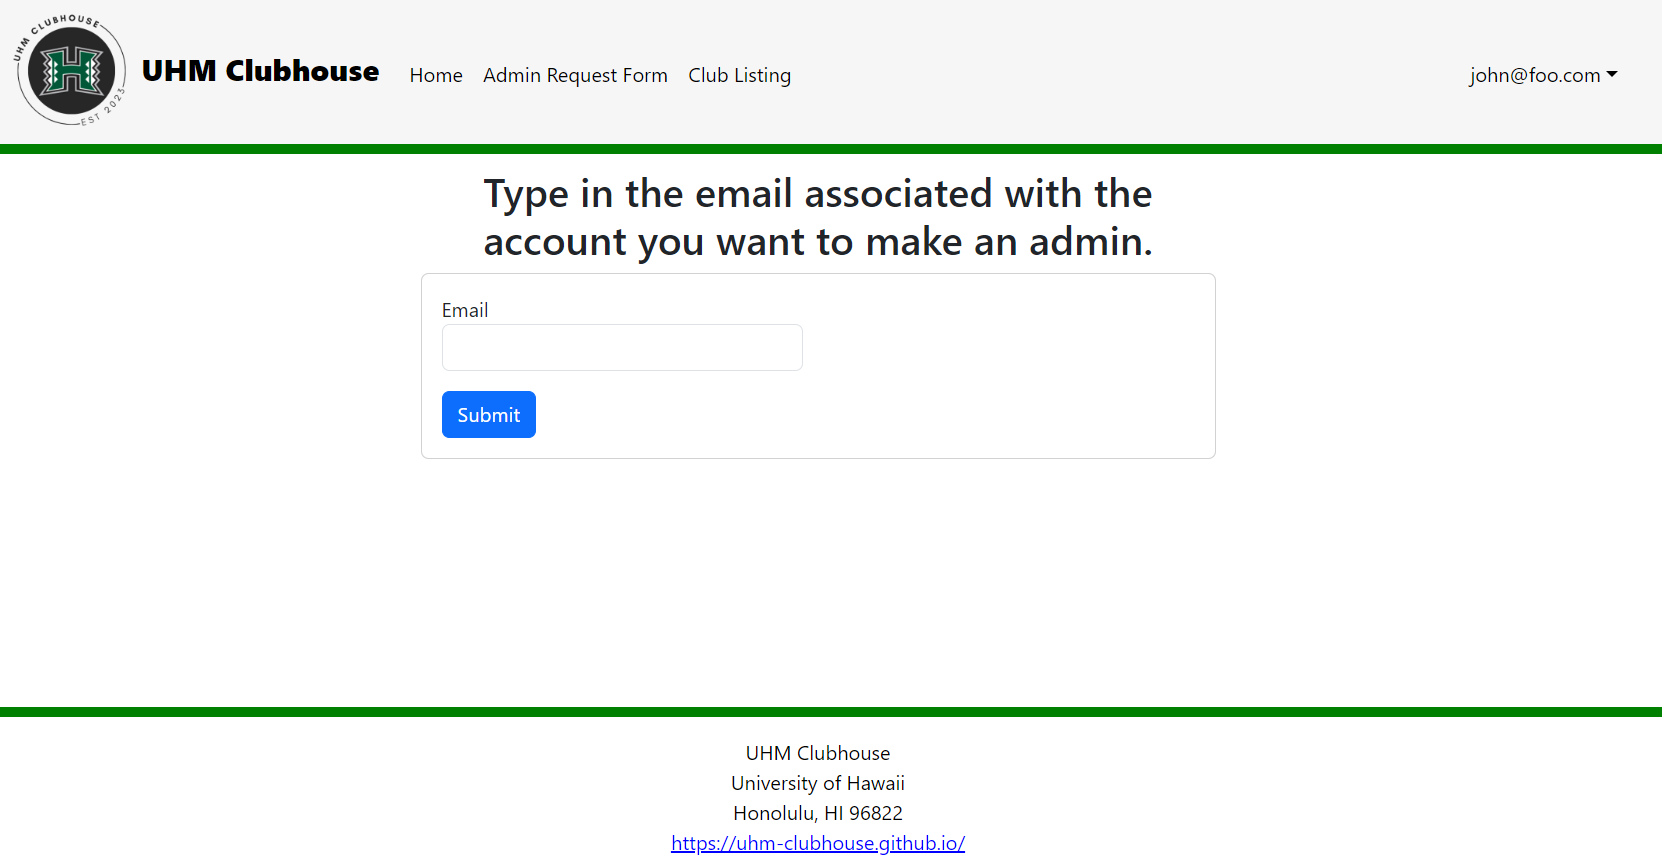 UHM CLUBHOUSE
EST 2023
H
UHM Clubhouse
Home
Admin Request Form
Club Listing
john@foo.com
Type in the email associated with the
account you want to make an admin.
Email
Submit
UHM Clubhouse
University of Hawaii
Honolulu, HI 96822
https://uhm-clubhouse.github.io/